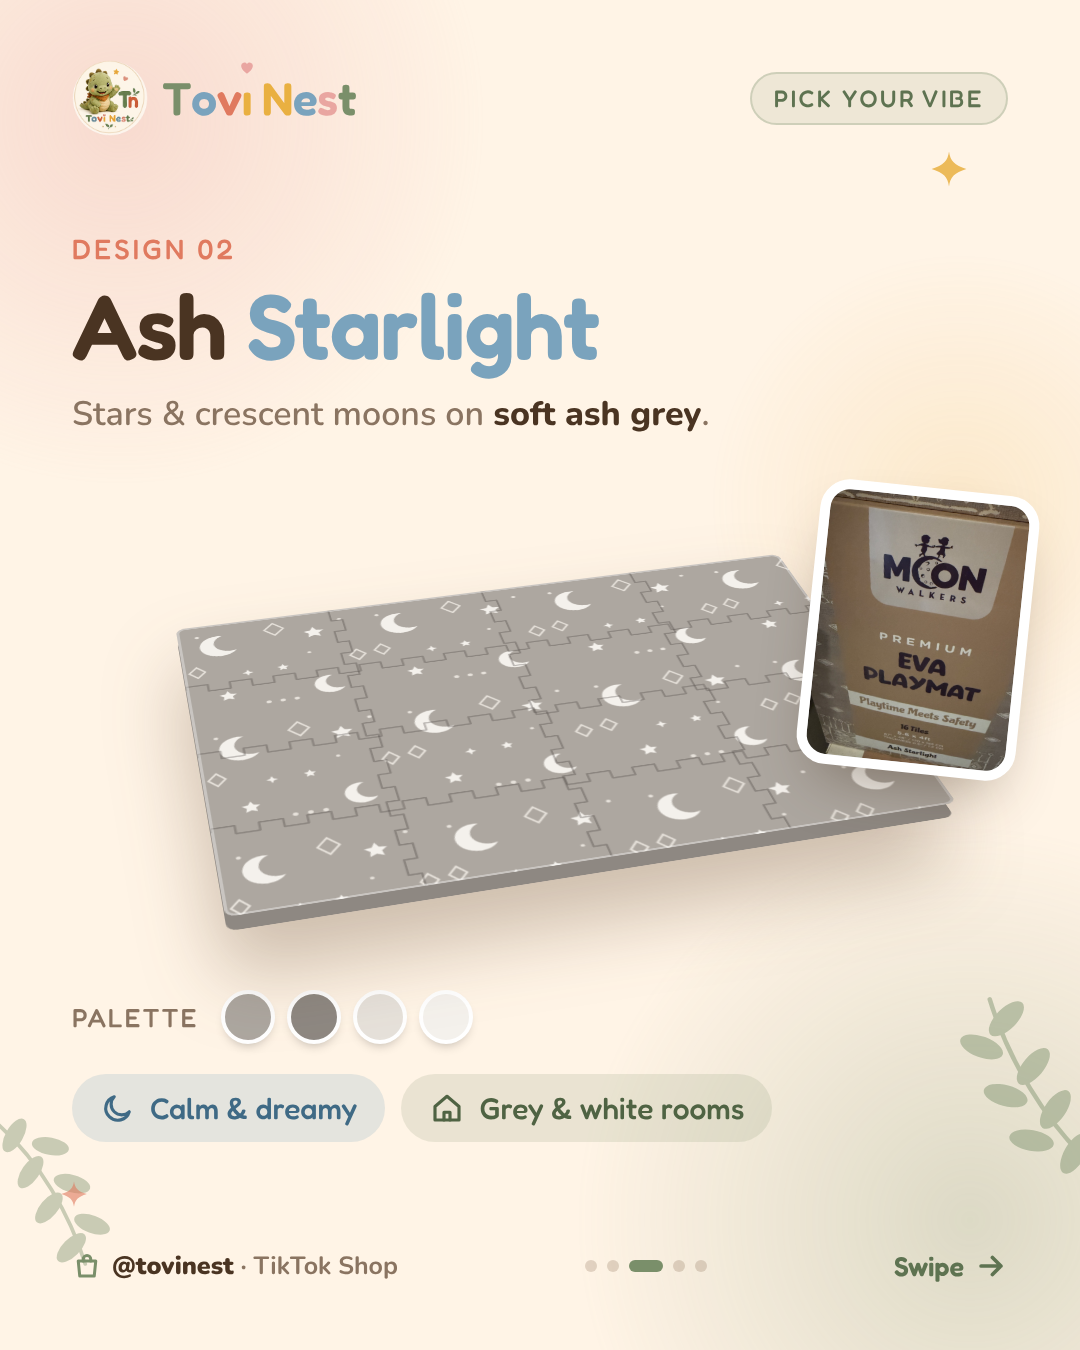 Tn
Tovi Nest
Tovi Nest
PICK YOUR VIBE
DESIGN 02
Ash Starlight
Stars & crescent moons on soft ash grey.
MOON
WALKERS
PREMIUM
EVA
PLAYMAT
Playtime Meets Safety
16 Tiles
Ash Starlight
PALETTE
Calm & dreamy
Grey & white rooms
@tovinest · TikTok Shop
Swipe